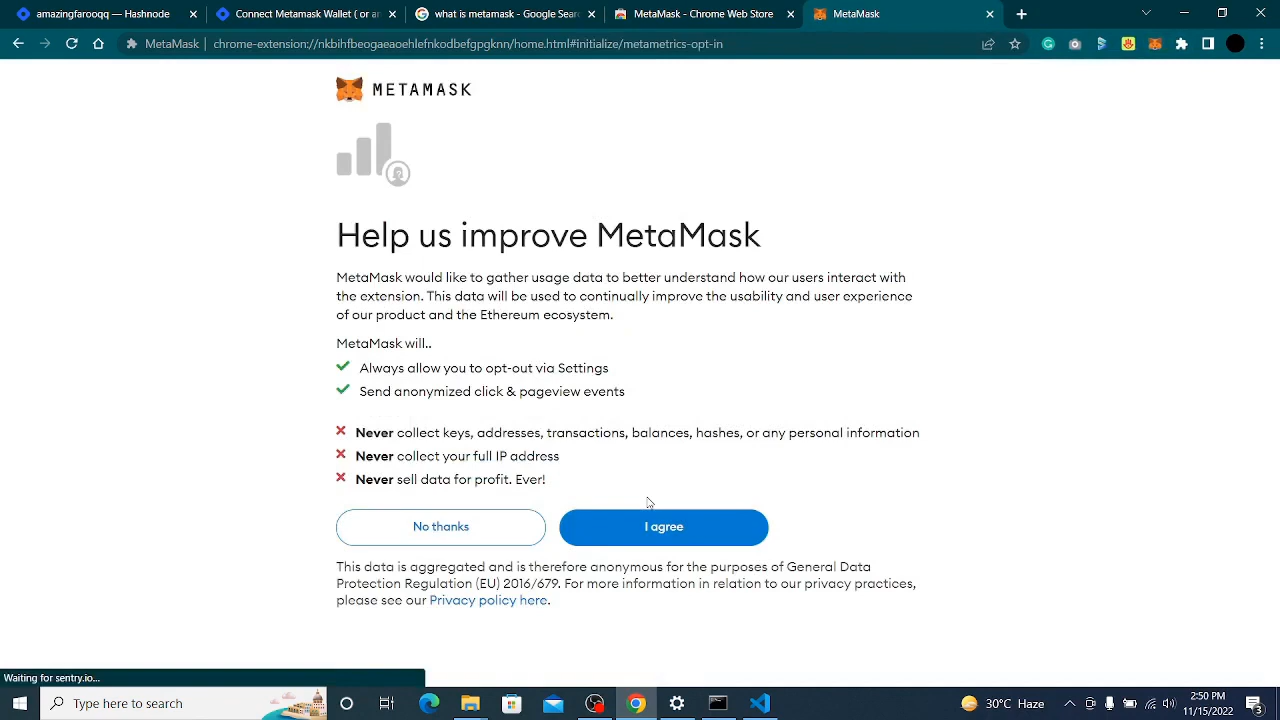 amazingfaroqq — Hashnode
Connect Metamask Wallet ( or an
what is metamask - Google Sear
MetaMask - Chrome Web Store
MetaMask
MetaMask | chrome-extension://nkbihfbeogaeaoehlefnkodbefgpgknn/home.html#initialize/metametrics-opt-in
METAMASK
Help us improve MetaMask
MetaMask would like to gather usage data to better understand how our users interact with
the extension. This data will be used to continually improve the usability and user experience
of our product and the Ethereum ecosystem.
MetaMask will..
Always allow you to opt-out via Settings
Send anonymized click & pageview events
Never collect keys, addresses, transactions, balances, hashes, or any personal information
Never collect your full IP address
Never sell data for profit. Ever!
No thanks
I agree
This data is aggregated and is therefore anonymous for the purposes of General Data
Protection Regulation (EU) 2016/679. For more information in relation to our privacy practices,
please see our Privacy policy here.
Waiting for sentry.io...
Type here to search
30°C
2:50 PM
11/15/2022